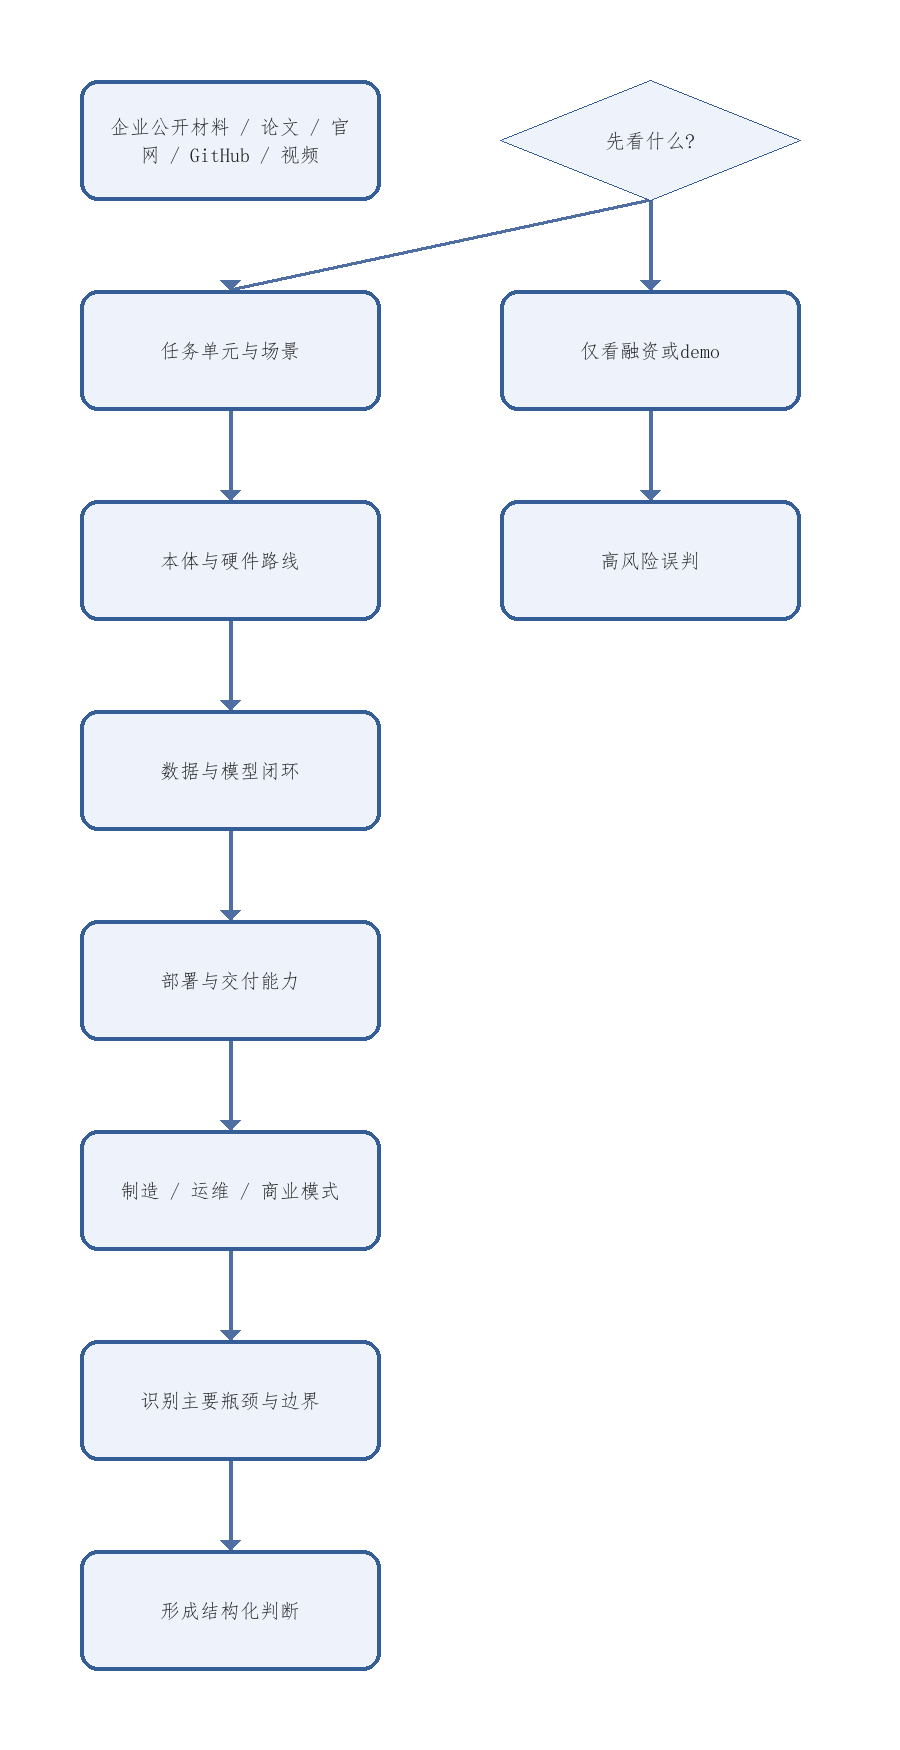 企业公开材料 / 论文 / 官
网 / GitHub / 视频
先看什么?
任务单元与场景
仅看融资或demo
本体与硬件路线
高风险误判
数据与模型闭环
部署与交付能力
制造 / 运维 / 商业模式
识别主要瓶颈与边界
形成结构化判断